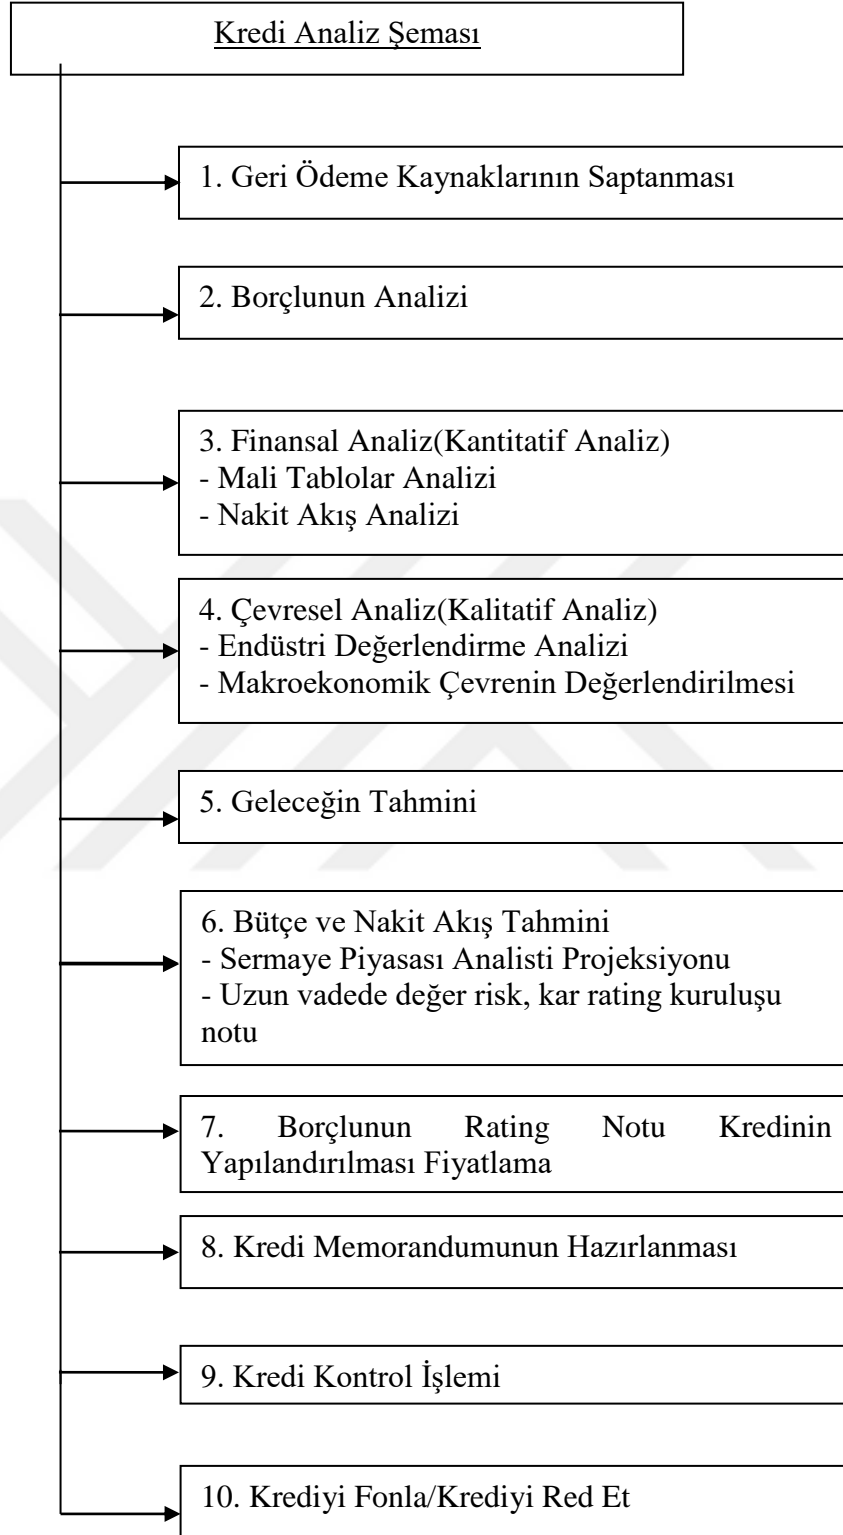 Kredi Analiz Şeması
1. Geri Ödeme Kaynaklarının Saptanması
2. Borçlunun Analizi
3. Finansal Analiz(Kantitatif Analiz)
- Mali Tablolar Analizi
- Nakit Akış Analizi
4. Çevresel Analiz(Kalitatif Analiz)
- Endüstri Değerlendirme Analizi
- Makroekonomik Çevrenin Değerlendirilmesi
5. Geleceğin Tahmini
6. Bütçe ve Nakit Akış Tahmini
- Sermaye Piyasası Analisti Projeksiyonu
- Uzun vadede değer risk, kar rating kuruluşu
notu
7. Borçlunun Rating Notu Kredinin
Yapılandırılması Fiyatlama
8. Kredi Memorandumunun Hazırlanması
9. Kredi Kontrol İşlemi
10. Krediyi Fonla/Krediyi Red Et